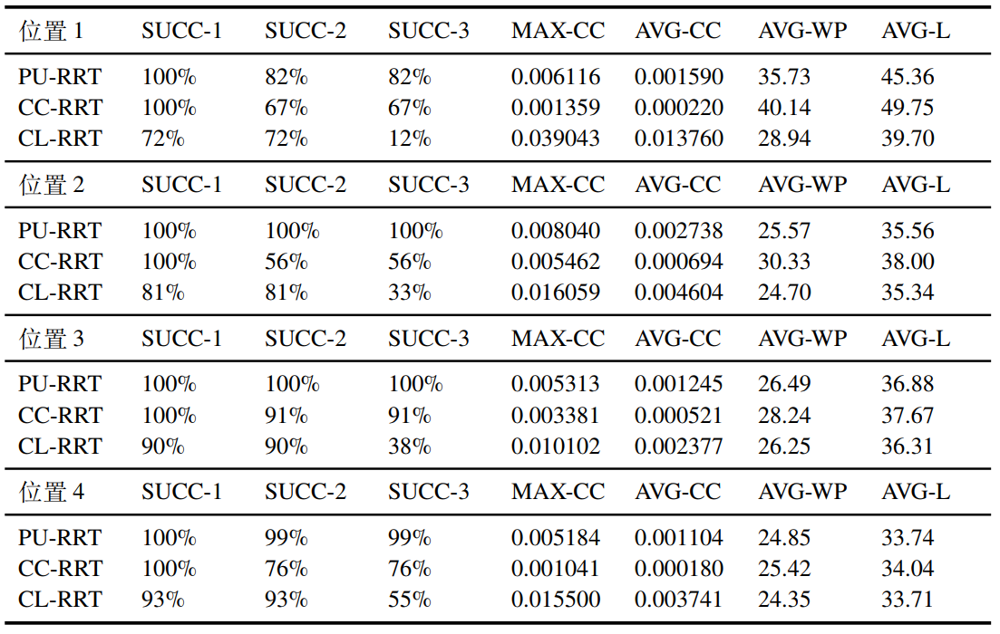 位置 1 SUCC-1 SUCC-2 SUCC-3 MAX-CC AVG-CC AVG-WP AVG-L
PU-RRT 100% 82% 82% 0.006116 0.001590 35.73 45.36
CC-RRT 100% 67% 67% 0.001359 0.000220 40.14 49.75
CL-RRT 72% 72% 12% 0.039043 0.013760 28.94 39.70
位置 2 SUCC-1 SUCC-2 SUCC-3 MAX-CC AVG-CC AVG-WP AVG-L
PU-RRT 100% 100% 100% 0.008040 0.002738 25.57 35.56
CC-RRT 100% 56% 56% 0.005462 0.000694 30.33 38.00
CL-RRT 81% 81% 33% 0.016059 0.004604 24.70 35.34
位置 3 SUCC-1 SUCC-2 SUCC-3 MAX-CC AVG-CC AVG-WP AVG-L
PU-RRT 100% 100% 100% 0.005313 0.001245 26.49 36.88
CC-RRT 100% 91% 91% 0.003381 0.000521 28.24 37.67
CL-RRT 90% 90% 38% 0.010102 0.002377 26.25 36.31
位置 4 SUCC-1 SUCC-2 SUCC-3 MAX-CC AVG-CC AVG-WP AVG-L
PU-RRT 100% 99% 99% 0.005184 0.001104 24.85 33.74
CC-RRT 100% 76% 76% 0.001041 0.000180 25.42 34.04
CL-RRT 93% 93% 55% 0.015500 0.003741 24.35 33.71